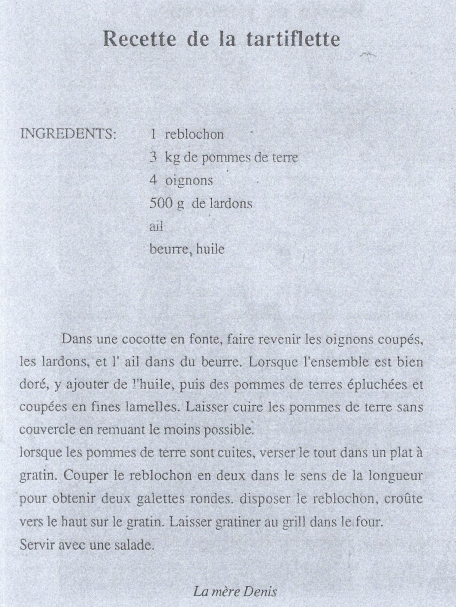 Recette de la tartiflette
INGREDENTS: 1 reblochon
3 kg de pommes de terre
4 oignons
500 g de lardons
ail
beurre, huile
Dans une cocotte en fonte, faire revenir les oignons coupés,
les lardons, et l' ail dans du beurre. Lorsque l'ensemble est bien
doré, y ajouter de l'huile, puis des pommes de terres épluchées et
coupées en fines lamelles. Laisser cuire les pommes de terre sans
couvercle en remuant le moins possible.
lorsque les pommes de terre sont cuites, verser le tout dans un plat à
gratin. Couper le reblochon en deux dans le sens de la longueur
pour obtenir deux galettes rondes. disposer le reblochon, croûte
vers le haut sur le gratin. Laisser gratiner au grill dans le four.
Servir avec une salade.
La mère Denis